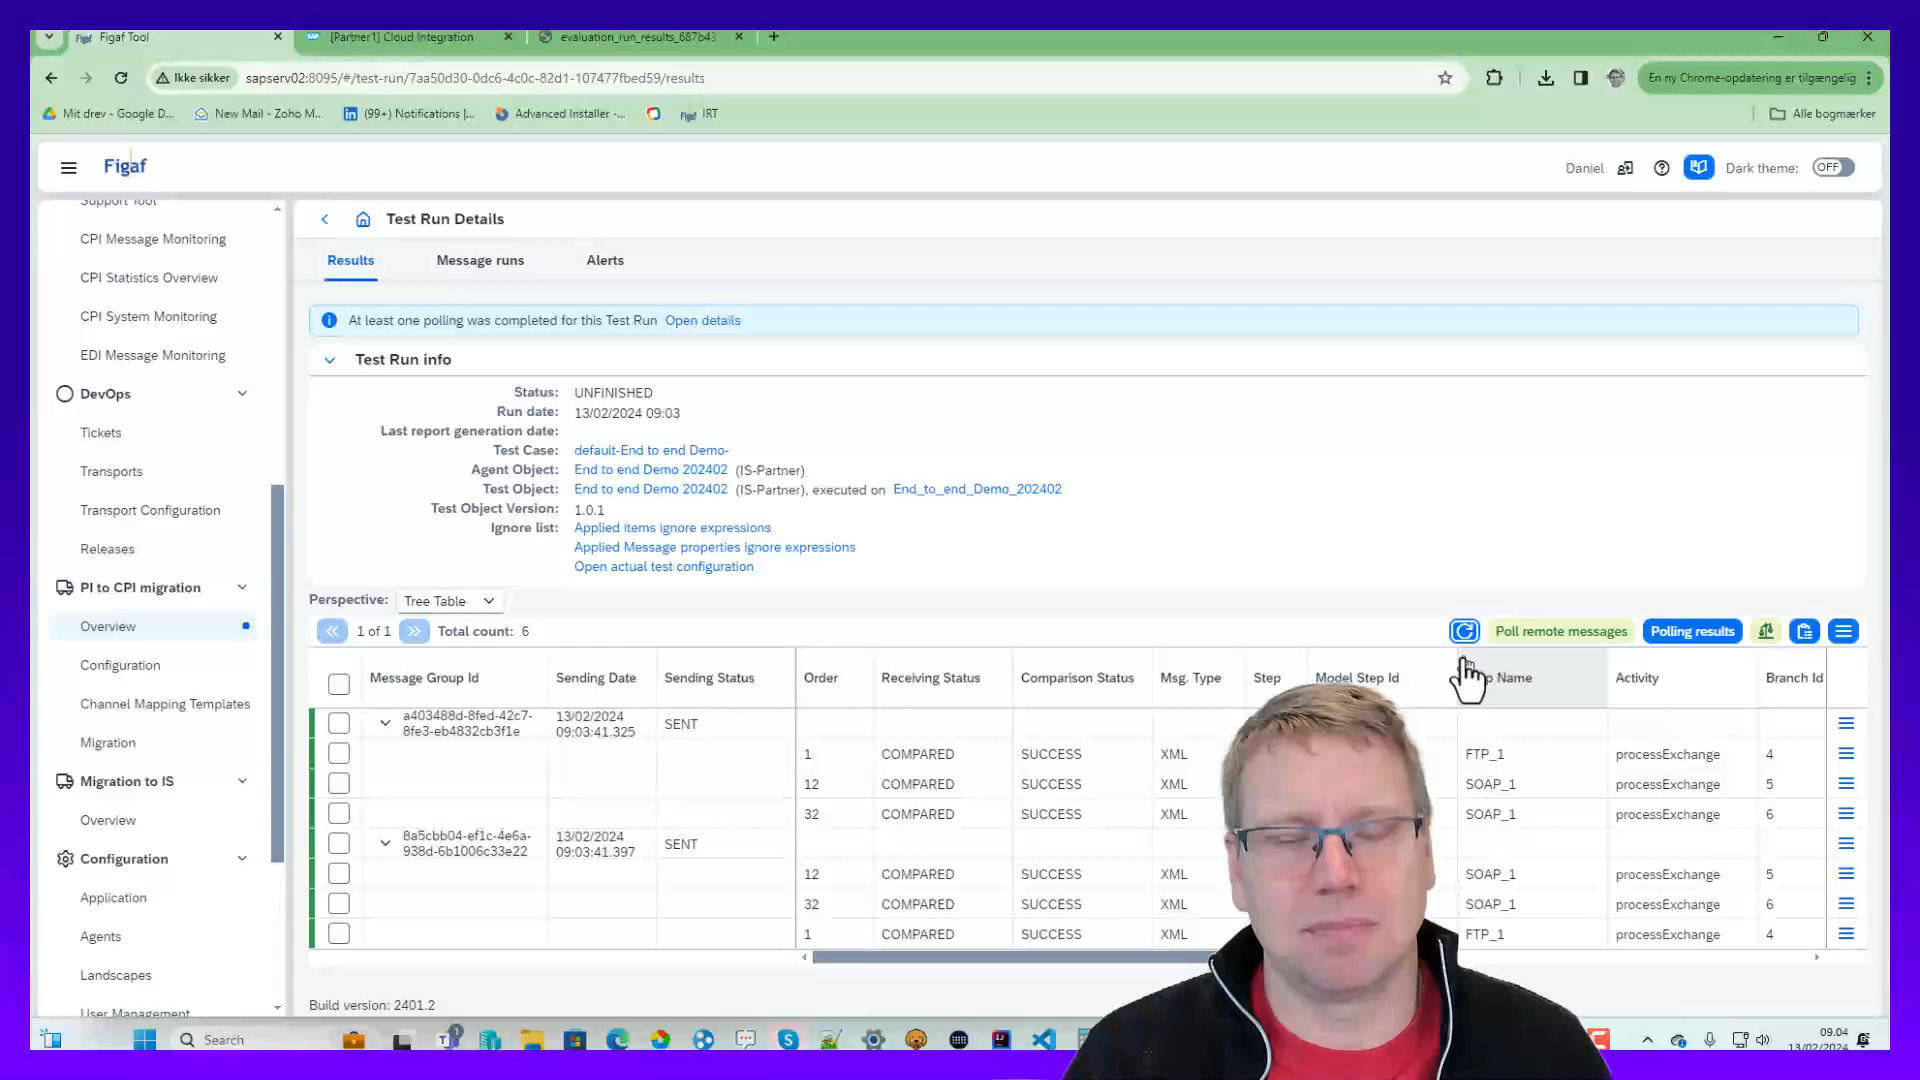 Figaf Figaf Tool
[Partner1] Cloud Integration
evaluation_run_results_687b43
Ikke sikker
sapserv02:8095/#/test-run/7aa50d30-0dc6-4c0c-82d1-107477fbed59/results
En ny Chrome-opdatering er tilgængelig
Mit drev - Google D...
New Mail - Zoho M...
(99+) Notifications |...
Advanced Installer -...
Figaf IRT
Alle bogmærker
Figaf
Daniel
Dark theme:
OFF
Support Tool
CPI Message Monitoring
CPI Statistics Overview
CPI System Monitoring
EDI Message Monitoring
DevOps
Tickets
Transports
Transport Configuration
Releases
PI to CPI migration
Overview
Configuration
Channel Mapping Templates
Migration
Migration to IS
Overview
Configuration
Application
Agents
Landscapes
User Management
Test Run Details
Results
Message runs
Alerts
At least one polling was completed for this Test Run Open details
Test Run info
Status: UNFINISHED
Run date: 13/02/2024 09:03
Last report generation date:
Test Case: default-End to end Demo-
Agent Object: End to end Demo 202402 (IS-Partner)
Test Object: End to end Demo 202402 (IS-Partner), executed on End_to_end_Demo_202402
Test Object Version: 1.0.1
Ignore list: Applied items ignore expressions
Applied Message properties ignore expressions
Open actual test configuration
Perspective: Tree Table
1 of 1 Total count: 6
Poll remote messages
Polling results
Message Group Id Sending Date Sending Status Order Receiving Status Comparison Status Msg. Type Step Model Step Id Name Activity Branch Id
a403488d-8fed-42c7-8fe3-eb4832cb3f1e 13/02/2024 09:03:41.325 SENT
1 COMPARED SUCCESS XML FTP_1 processExchange 4
12 COMPARED SUCCESS XML SOAP_1 processExchange 5
32 COMPARED SUCCESS XML SOAP_1 processExchange 6
8a5cbb04-ef1c-4e6a-938d-6b1006c33e22 13/02/2024 09:03:41.397 SENT
12 COMPARED SUCCESS XML SOAP_1 processExchange 5
32 COMPARED SUCCESS XML SOAP_1 processExchange 6
1 COMPARED SUCCESS XML FTP_1 processExchange 4
Build version: 2401.2
Search
09.04
13/02/2024